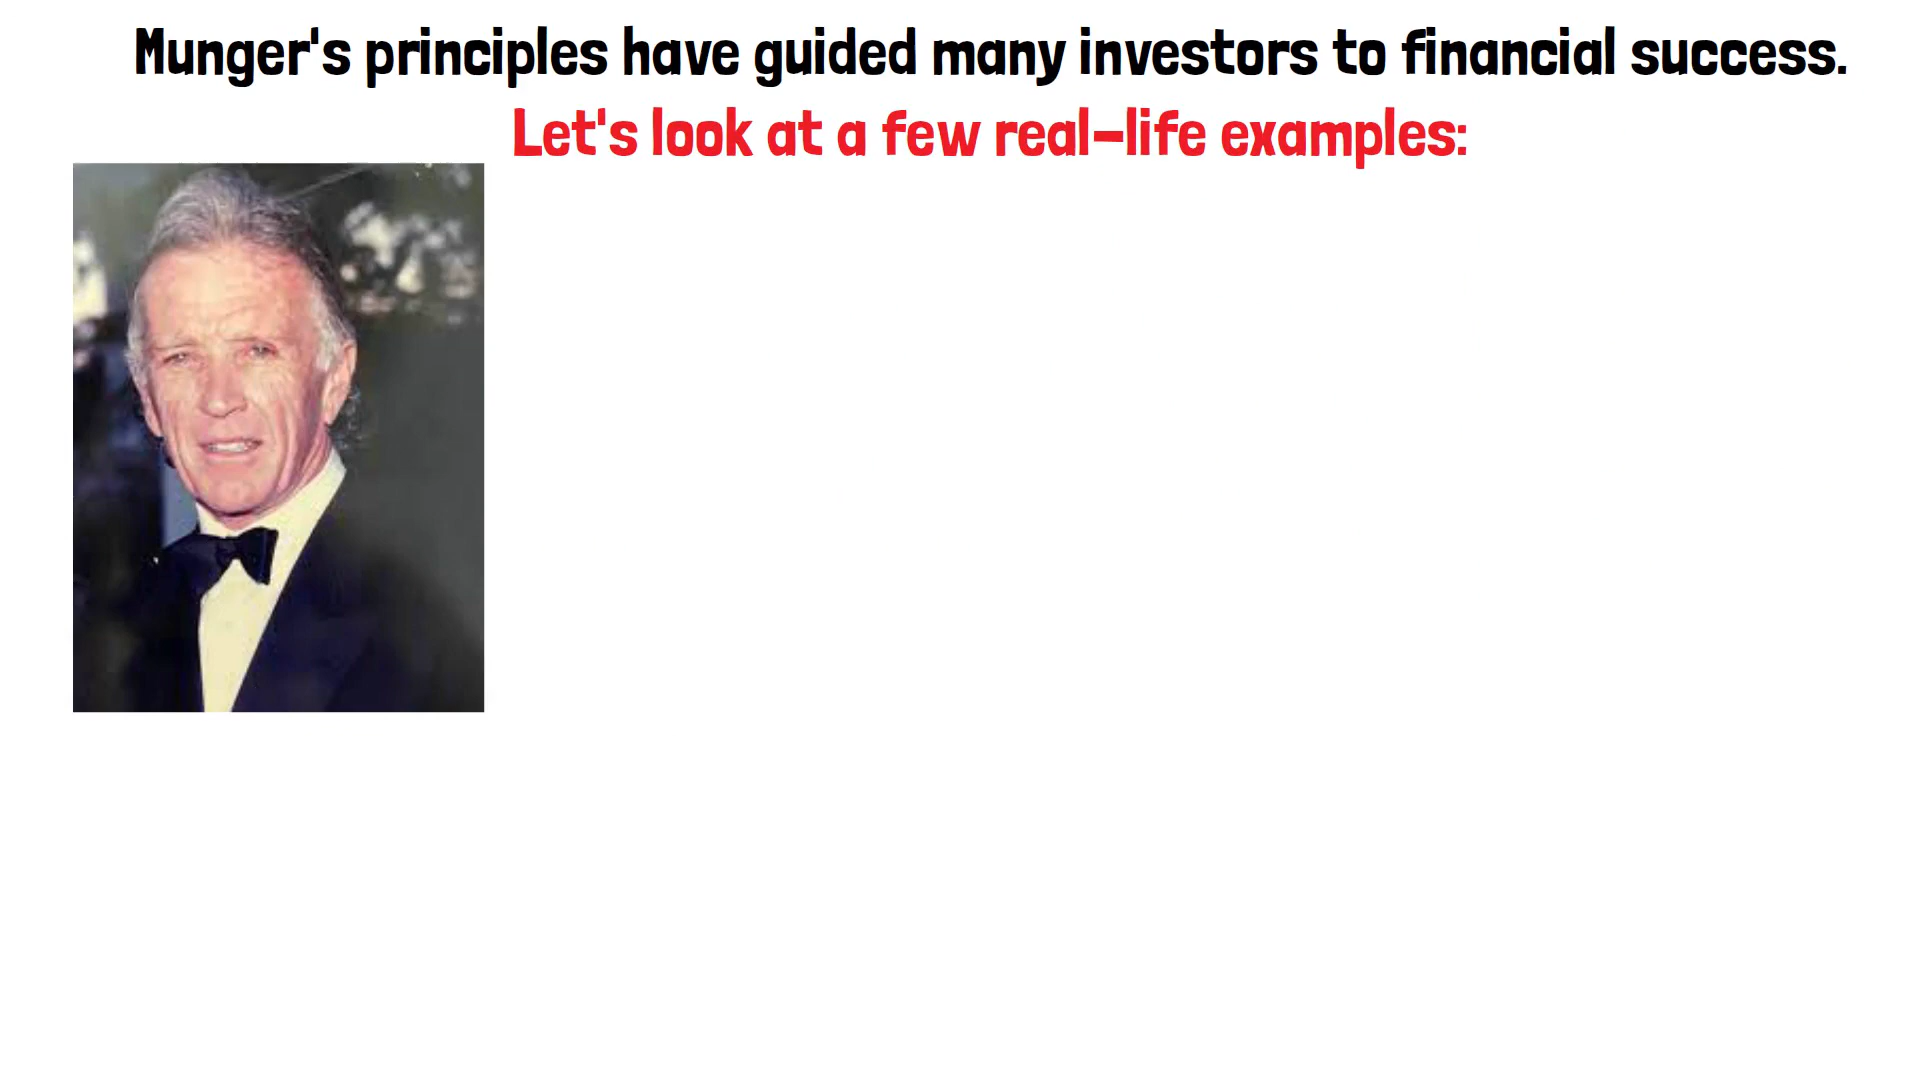 Munger's principles have guided many investors to financial success.
Let's look at a few real-life examples: